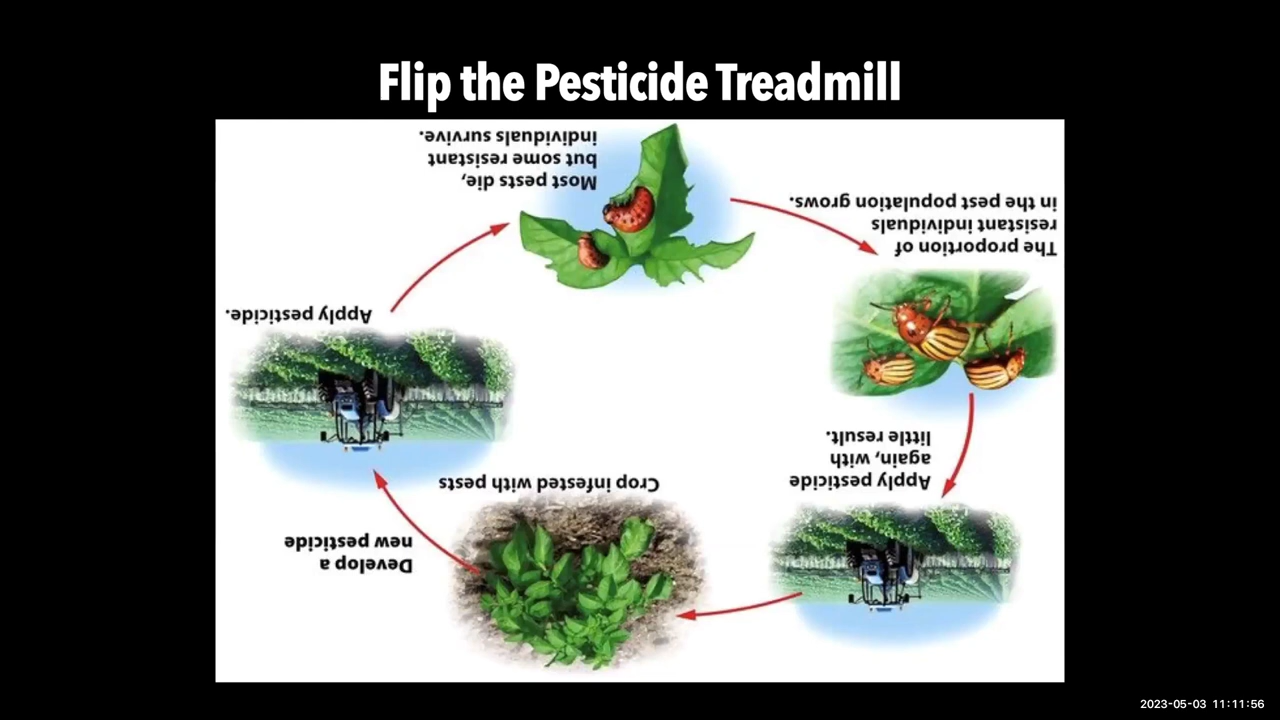 Flip the Pesticide Treadmill
Most pests die,
but some resistant
individuals survive.
The proportion of
resistant individuals
in the pest population grows.
Apply pesticide.
Apply pesticide
again, with
little result.
Crop infested with pests
Develop a
new pesticide
2023-05-03 11:11:56